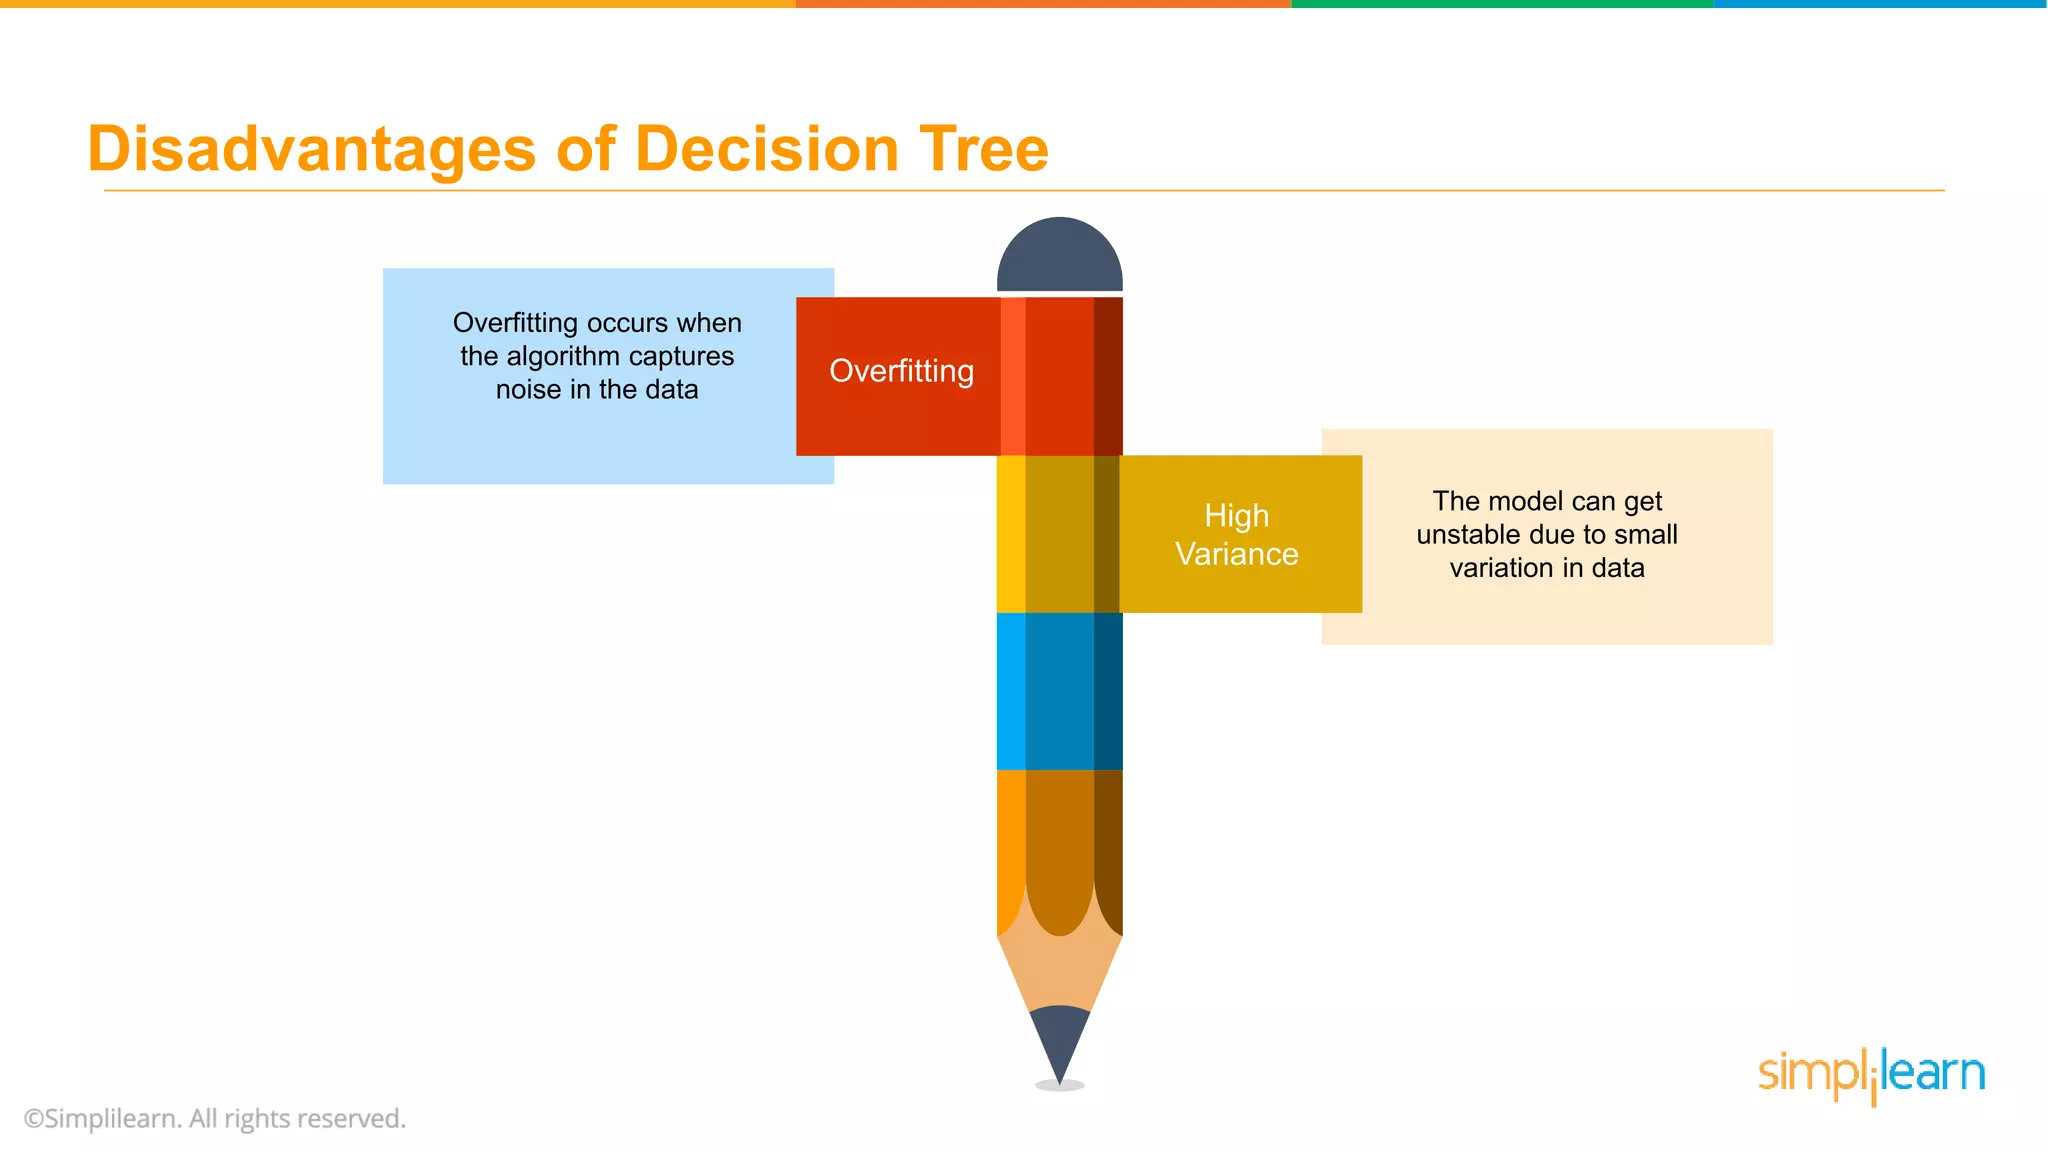 Disadvantages of Decision Tree
Overfitting occurs when
the algorithm captures
noise in the data
Overfitting
High
Variance
The model can get
unstable due to small
variation in data
simplilearn
©Simplilearn. All rights reserved.